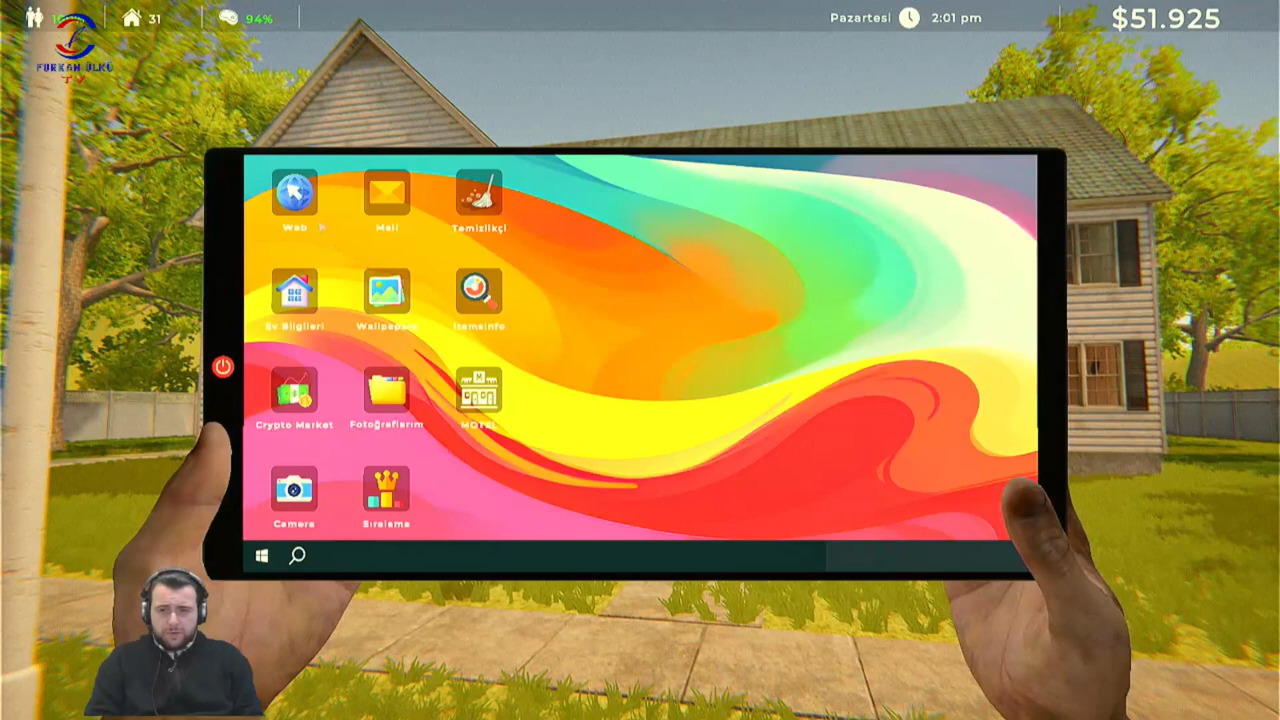 31
94%
Pazartesi
2:01 pm
$51.925
FURKAN ÜLKÜ
TV
Web
Mail
Temizlikçi
Ev Bilgileri
Wallpapers
Itemsinfo
Crypto Market
Fotoğraflarım
MOTEL
Camera
Sıralama